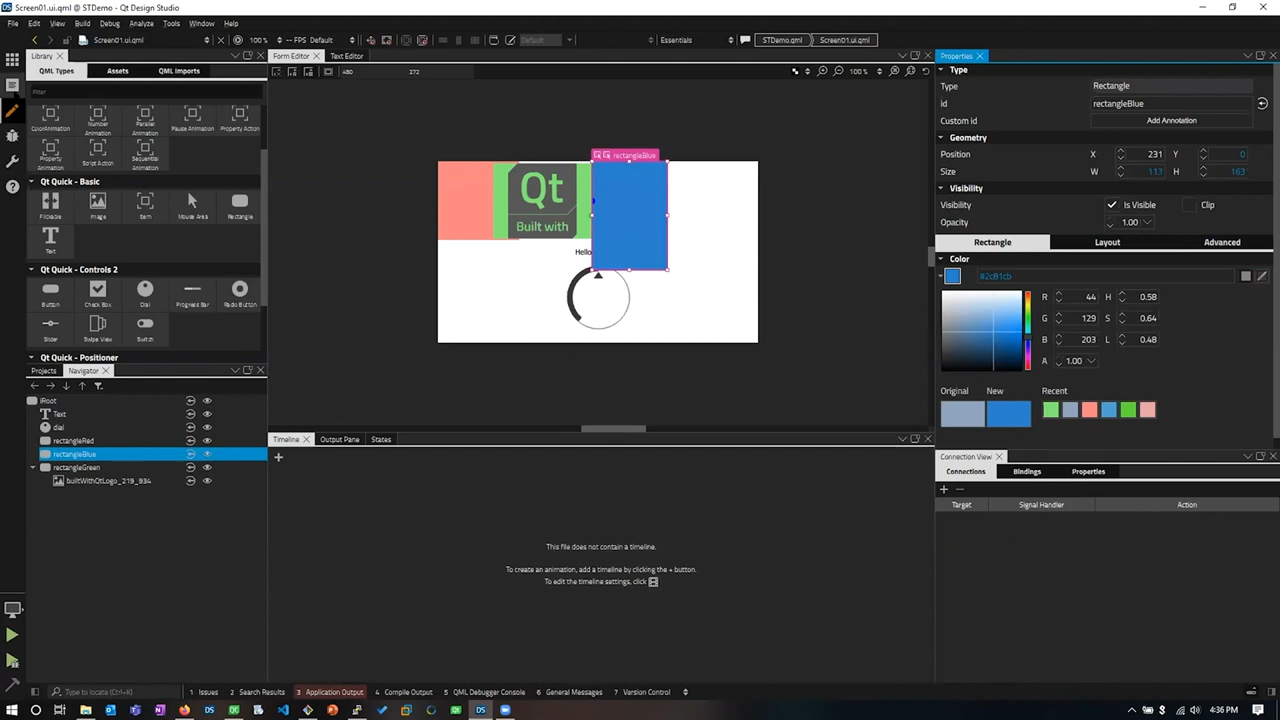 Screen01.ui.qml @ STDemo - Qt Design Studio
File Edit View Build Debug Analyze Tools Window Help
Screen01.ui.qml 100 % -- FPS Default Default Essentials STDemo.qml Screen01.ui.qml
Library
QML Types Assets QML Imports
Filter
ColorAnimation Number Animation Parallel Animation Pause Animation Property Action
Property Animation Script Action Sequential Animation
Qt Quick - Basic
Flickable Image Item Mouse Area Rectangle
Text
Qt Quick - Controls 2
Button Check Box Dial Progress Bar Radio Button
Slider Swipe View Switch
Qt Quick - Positioner
Projects Navigator
Text
dial
rectangleRed
rectangleBlue
rectangleGreen
builtWithQtLogo_219_934
Form Editor Text Editor
480 272 100 %
rectangleBlue
Qt
Built with
Hello
Timeline Output Pane States
This file does not contain a timeline.
To create an animation, add a timeline by clicking the + button.
To edit the timeline settings, click
Properties
Type
Type Rectangle
id rectangleBlue
Custom id Add Annotation
Geometry
Position X 231 Y 0
Size W 113 H 163
Visibility
Visibility Is Visible Clip
Opacity 1.00
Rectangle Layout Advanced
Color
#2c81cb
R 44 H 0.58
G 129 S 0.64
B 203 L 0.48
A 1.00
Original New Recent
Connection View
Connections Bindings Properties
Target Signal Handler Action
Type to locate (Ctrl+K) 1 Issues 2 Search Results 3 Application Output 4 Compile Output 5 QML Debugger Console 6 General Messages 7 Version Control
DS DS
4:36 PM